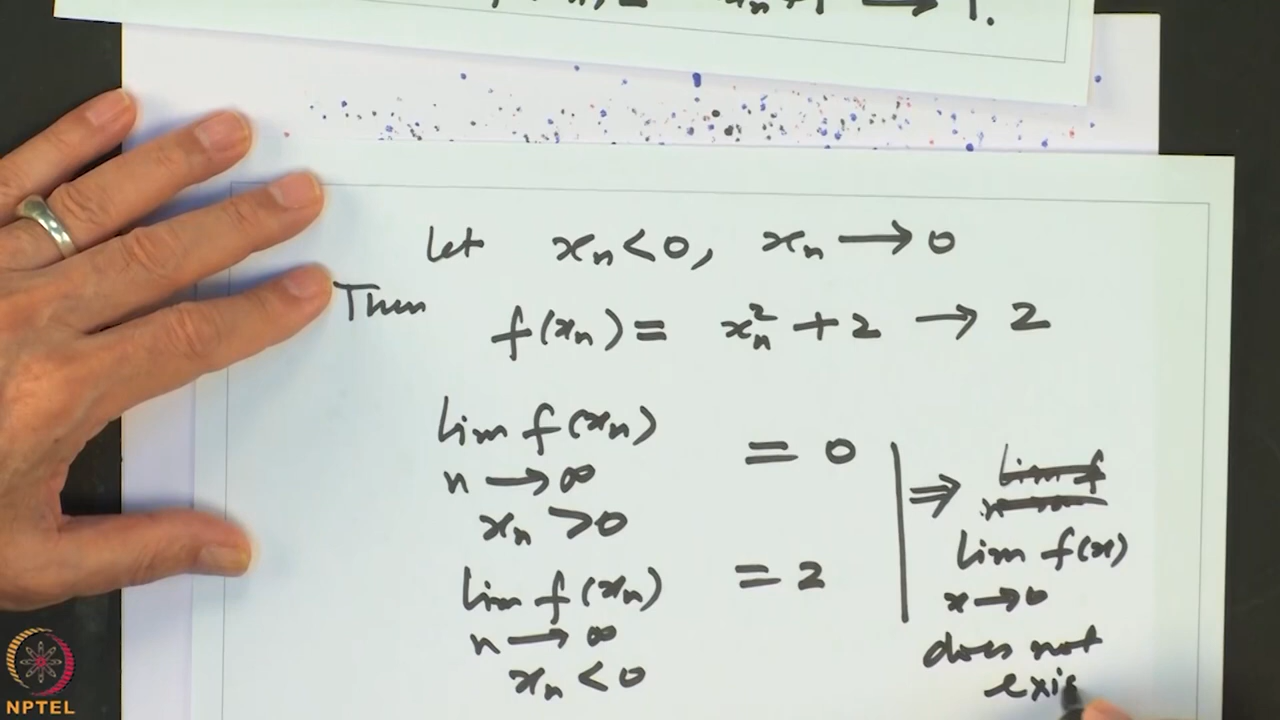 → 1.
Let xₙ < 0, xₙ → 0
Then
f(xₙ) = xₙ² + 2 → 2
lim f(xₙ) = 0
n → ∞
xₙ > 0
lim f(xₙ) = 2
n → ∞
xₙ < 0
⇒
lim f(x)
x → 0
does not
exis
NPTEL